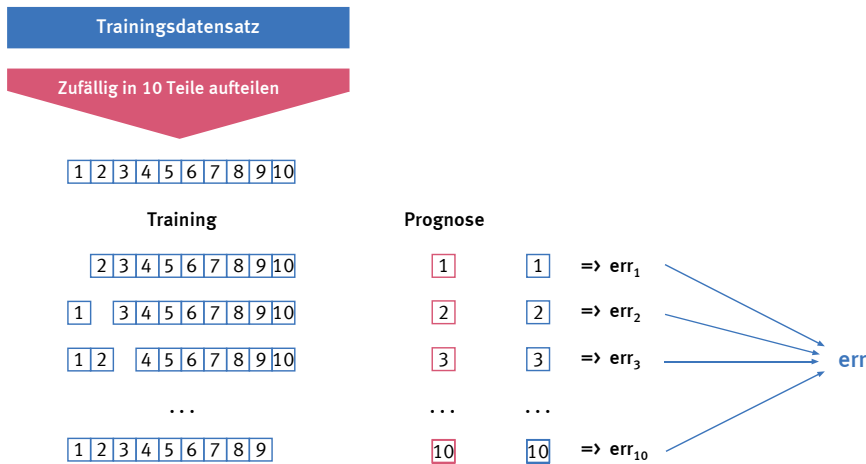 Trainingsdatensatz
Zufällig in 10 Teile aufteilen
1 2 3 4 5 6 7 8 9 10
Training Prognose
2 3 4 5 6 7 8 9 10 1 1 => err₁
1 3 4 5 6 7 8 9 10 2 2 => err₂
1 2 4 5 6 7 8 9 10 3 3 => err₃ err
... ... ...
1 2 3 4 5 6 7 8 9 10 10 => err₁₀